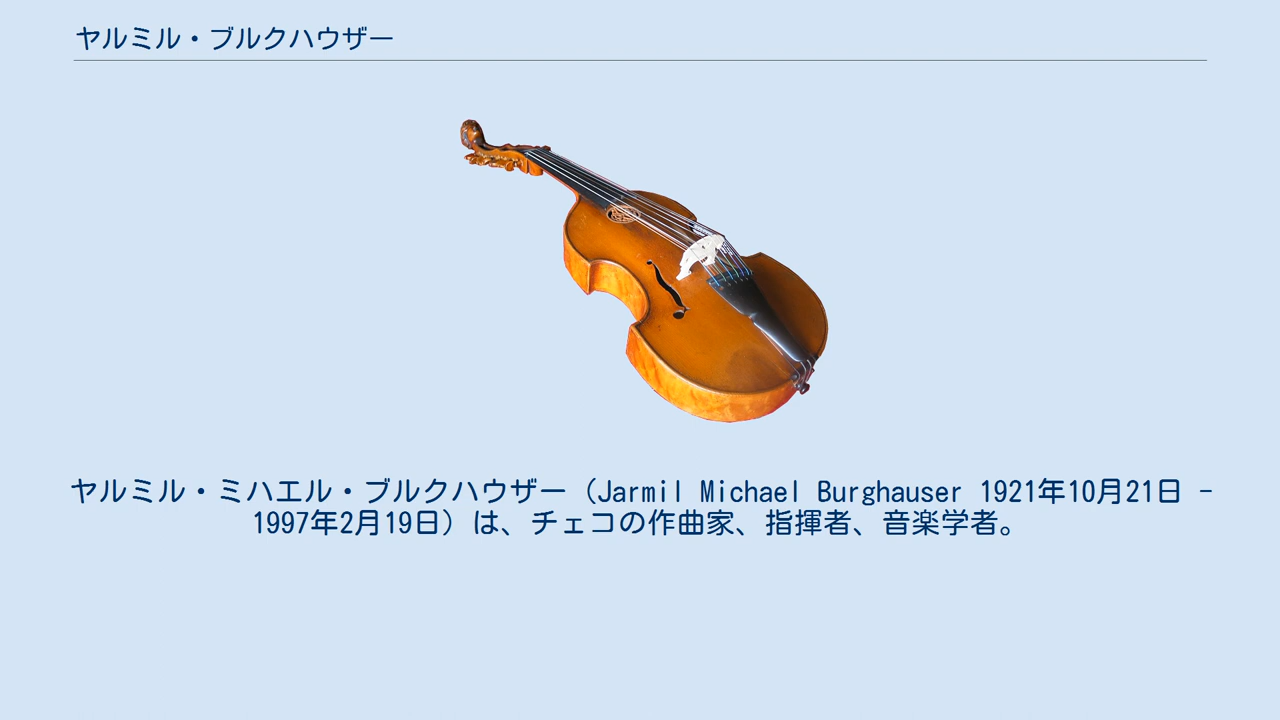 ヤルミル・ブルクハウザー
ヤルミル・ミハエル・ブルクハウザー（Jarmil Michael Burghauser 1921年10月21日 -
1997年2月19日）は、チェコの作曲家、指揮者、音楽学者。